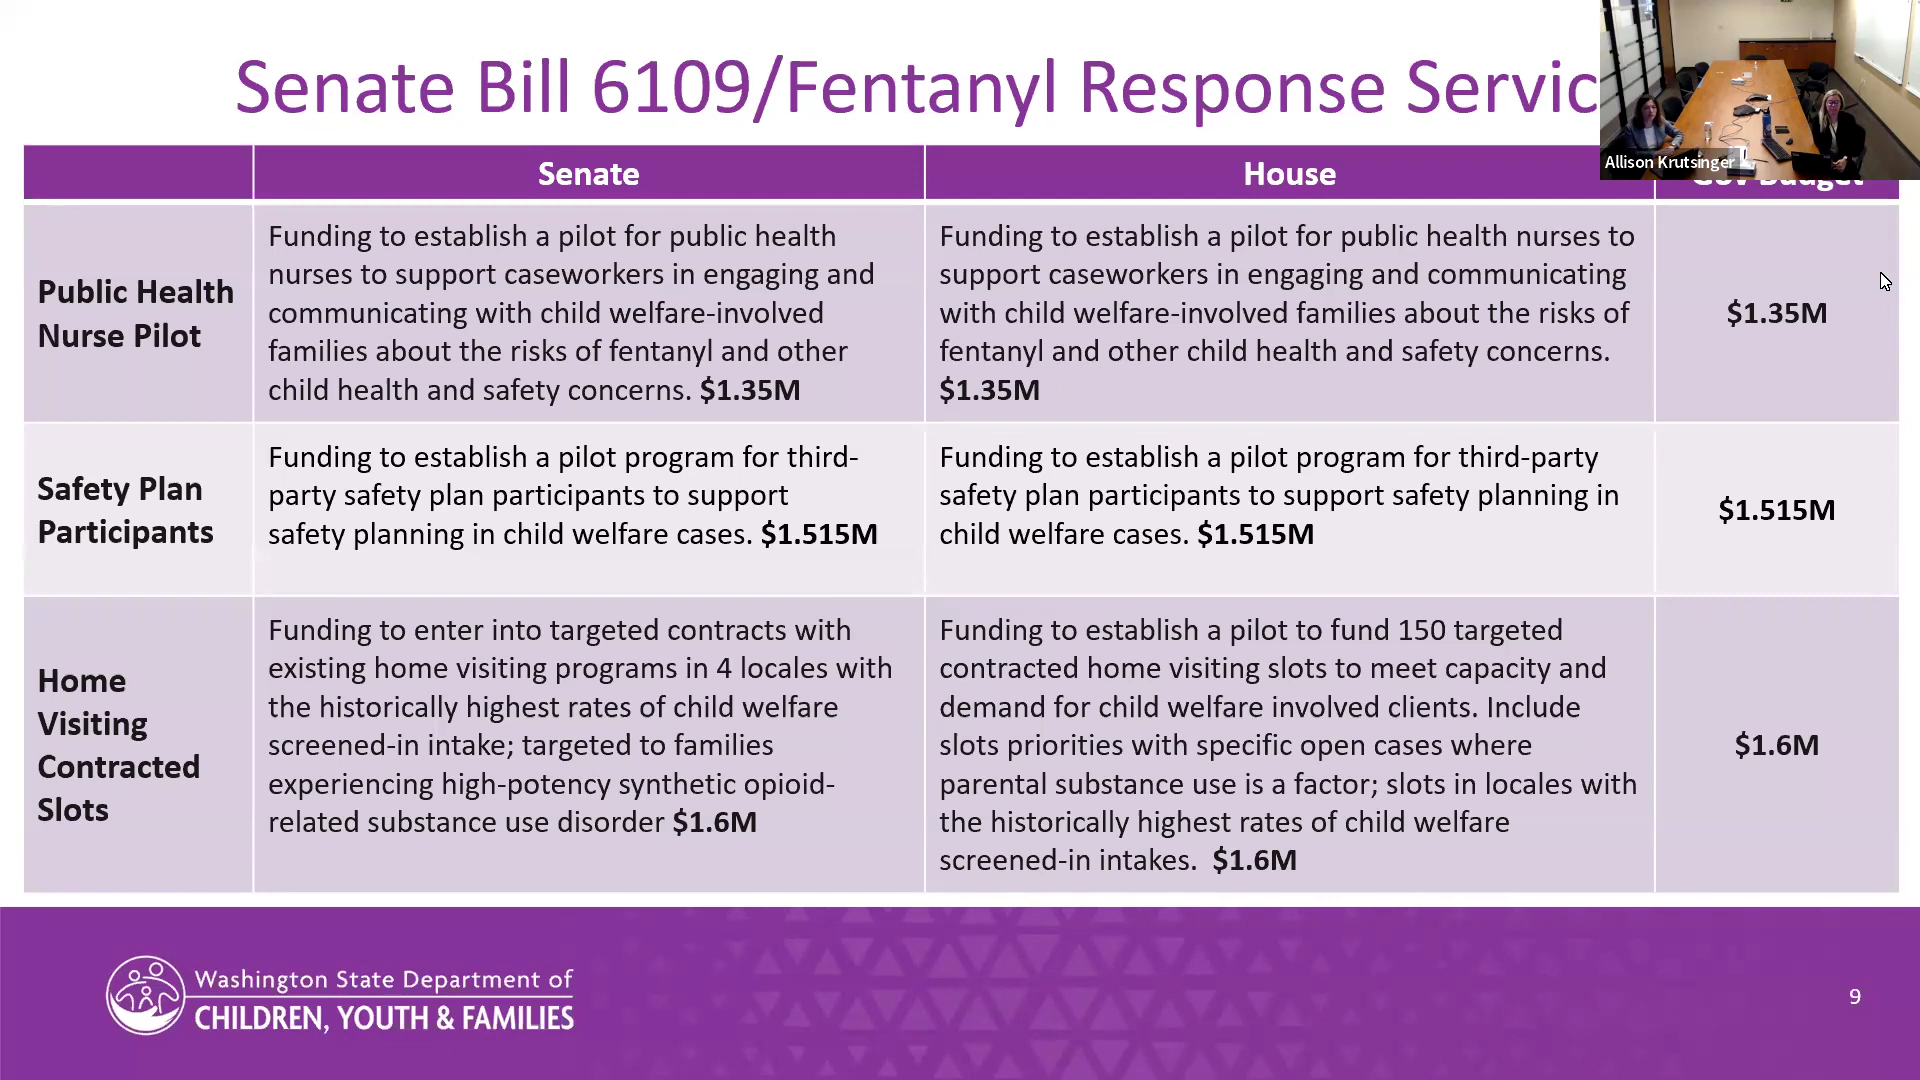 Senate Bill 6109/Fentanyl Response Servic
Allison Krutsinger
Senate
House
Gov Budget
Public Health
Nurse Pilot
Funding to establish a pilot for public health
nurses to support caseworkers in engaging and
communicating with child welfare-involved
families about the risks of fentanyl and other
child health and safety concerns. $1.35M
Funding to establish a pilot for public health nurses to
support caseworkers in engaging and communicating
with child welfare-involved families about the risks of
fentanyl and other child health and safety concerns.
$1.35M
$1.35M
Safety Plan
Participants
Funding to establish a pilot program for third-
party safety plan participants to support
safety planning in child welfare cases. $1.515M
Funding to establish a pilot program for third-party
safety plan participants to support safety planning in
child welfare cases. $1.515M
$1.515M
Home
Visiting
Contracted
Slots
Funding to enter into targeted contracts with
existing home visiting programs in 4 locales with
the historically highest rates of child welfare
screened-in intake; targeted to families
experiencing high-potency synthetic opioid-
related substance use disorder $1.6M
Funding to establish a pilot to fund 150 targeted
contracted home visiting slots to meet capacity and
demand for child welfare involved clients. Include
slots priorities with specific open cases where
parental substance use is a factor; slots in locales with
the historically highest rates of child welfare
screened-in intakes. $1.6M
$1.6M
Washington State Department of
CHILDREN, YOUTH & FAMILIES
9